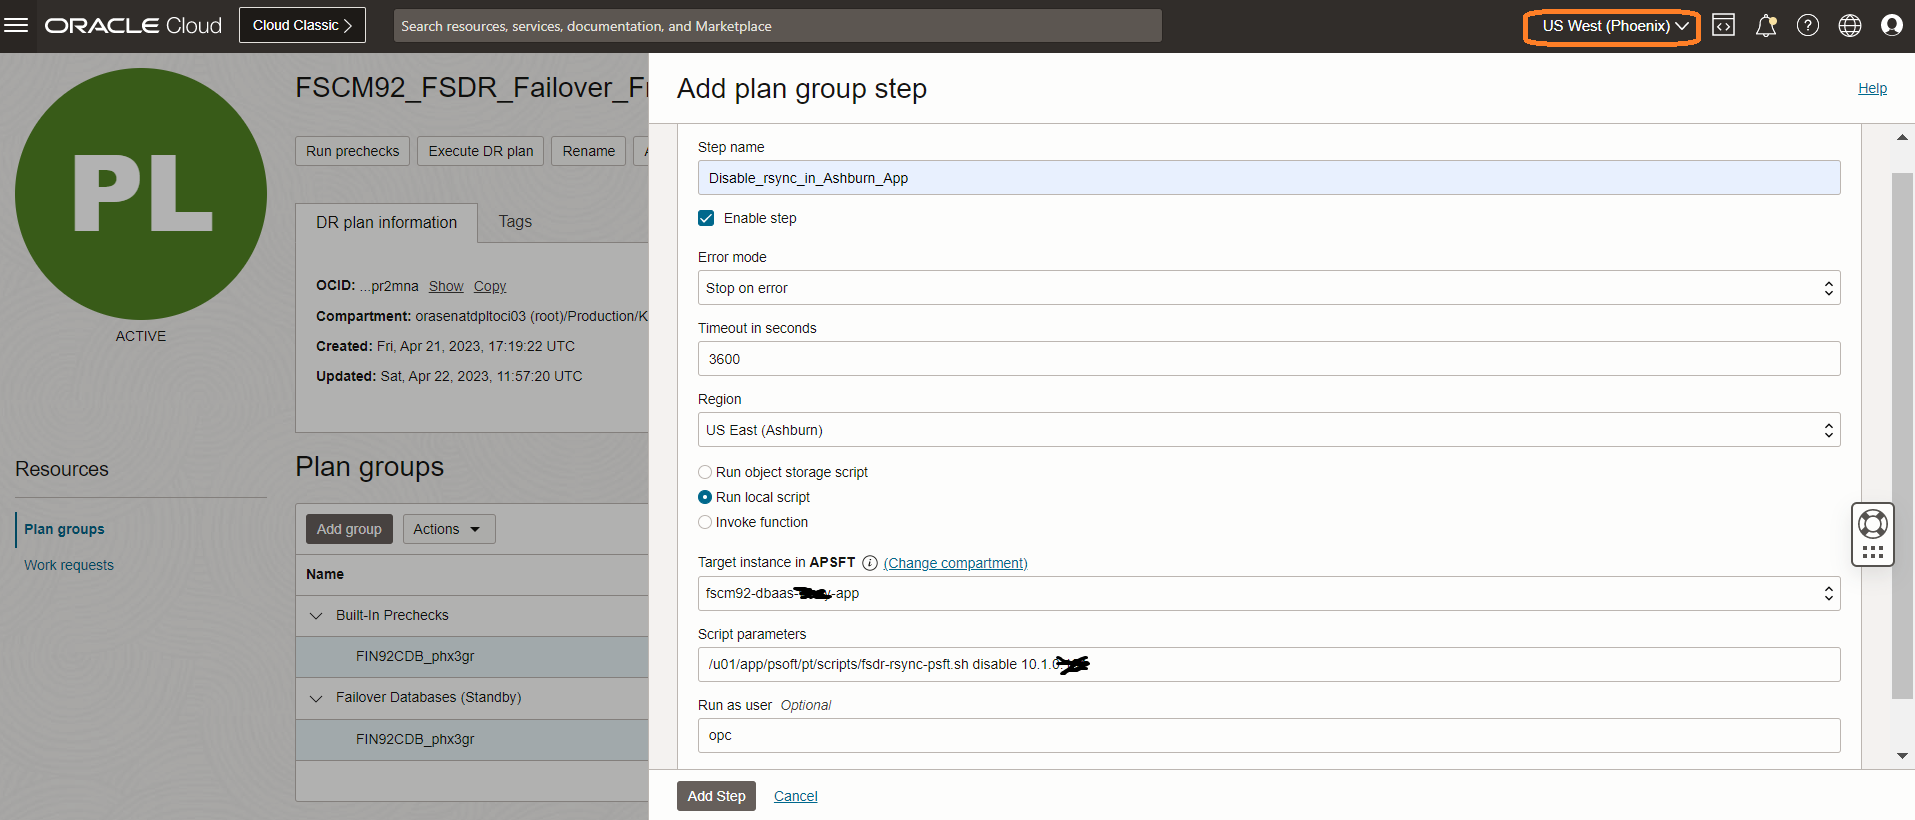 ORACLE Cloud
Cloud Classic
Search resources, services, documentation, and Marketplace
US West (Phoenix)
PL
ACTIVE
FSCM92_FSDR_Failover_Fr
Run prechecks
Execute DR plan
Rename
DR plan information
Tags
OCID: ...pr2mna Show Copy
Compartment: orasenatdpltoci03 (root)/Production/K
Created: Fri, Apr 21, 2023, 17:19:22 UTC
Updated: Sat, Apr 22, 2023, 11:57:20 UTC
Resources
Plan groups
Work requests
Plan groups
Add group
Actions
Name
Built-In Prechecks
FIN92CDB_phx3gr
Failover Databases (Standby)
FIN92CDB_phx3gr
Add plan group step
Help
Step name
Disable_rsync_in_Ashburn_App
Enable step
Error mode
Stop on error
Timeout in seconds
3600
Region
US East (Ashburn)
Run object storage script
Run local script
Invoke function
Target instance in APSFT (Change compartment)
fscm92-dbaas- -app
Script parameters
/u01/app/psoft/pt/scripts/fsdr-rsync-psft.sh disable 10.1.0.
Run as user Optional
opc
Add Step
Cancel